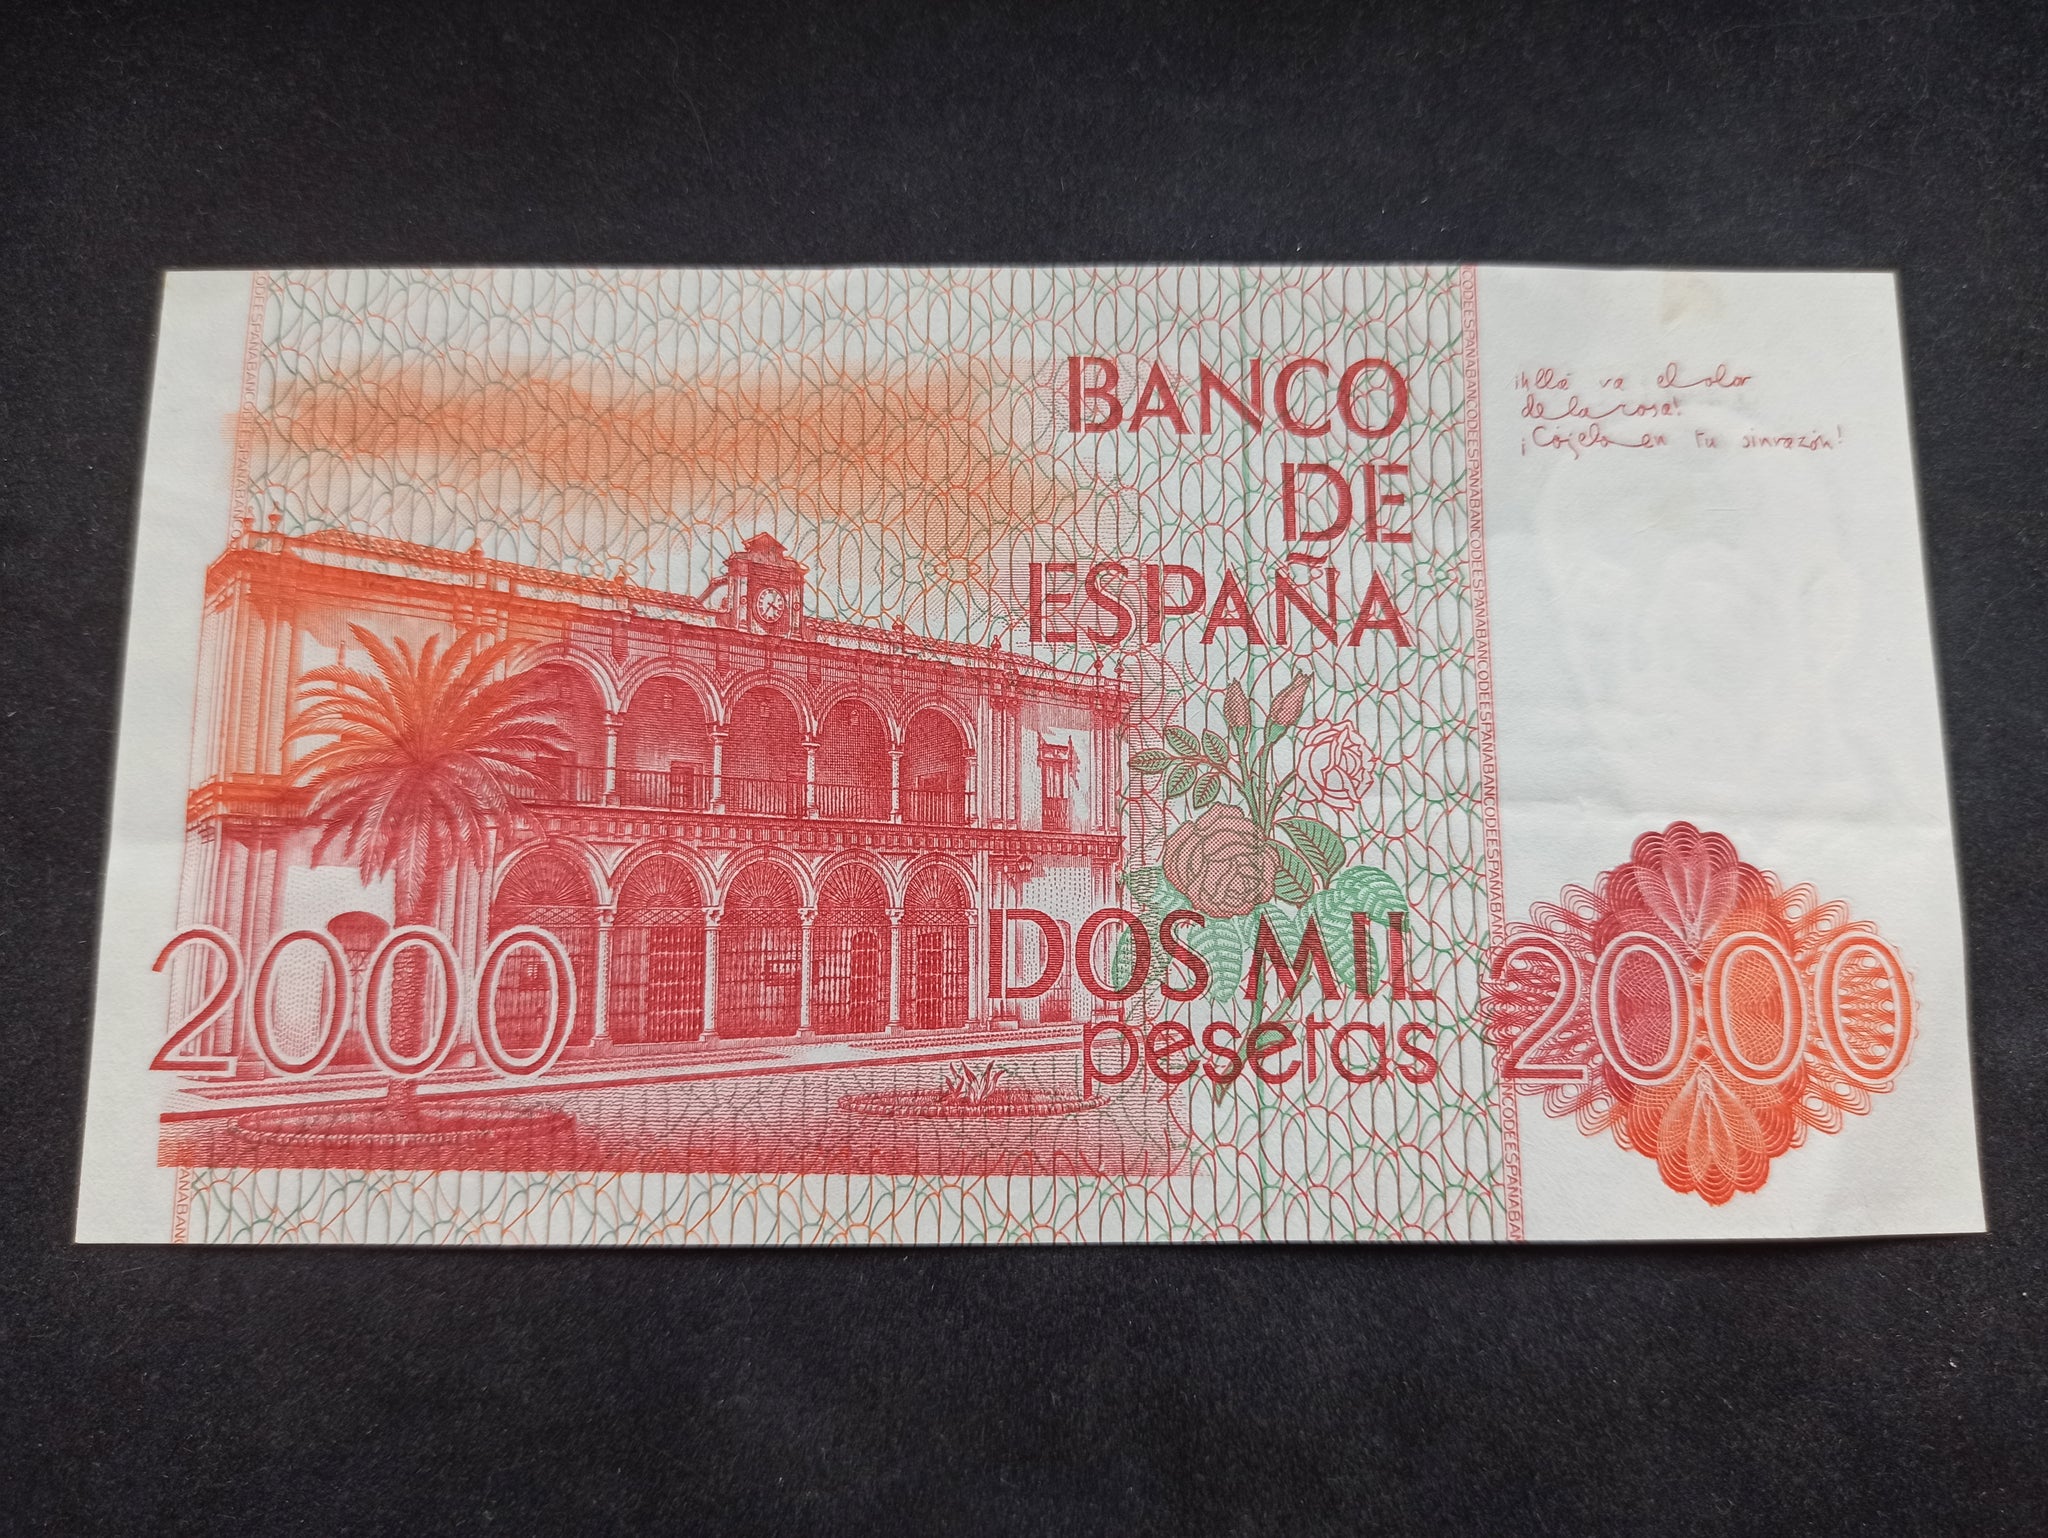 BANCO
DE
ESPAÑA
¡Allá va el olor
de la rosa!
¡Cójelo en tu sinrazón!
2000
DOS MIL
pesetas
2000
BANCODEESPAÑABANCODEESPAÑABANCODEESPAÑABANCODEESPAÑABANCODEESPAÑABANCODEESPAÑA